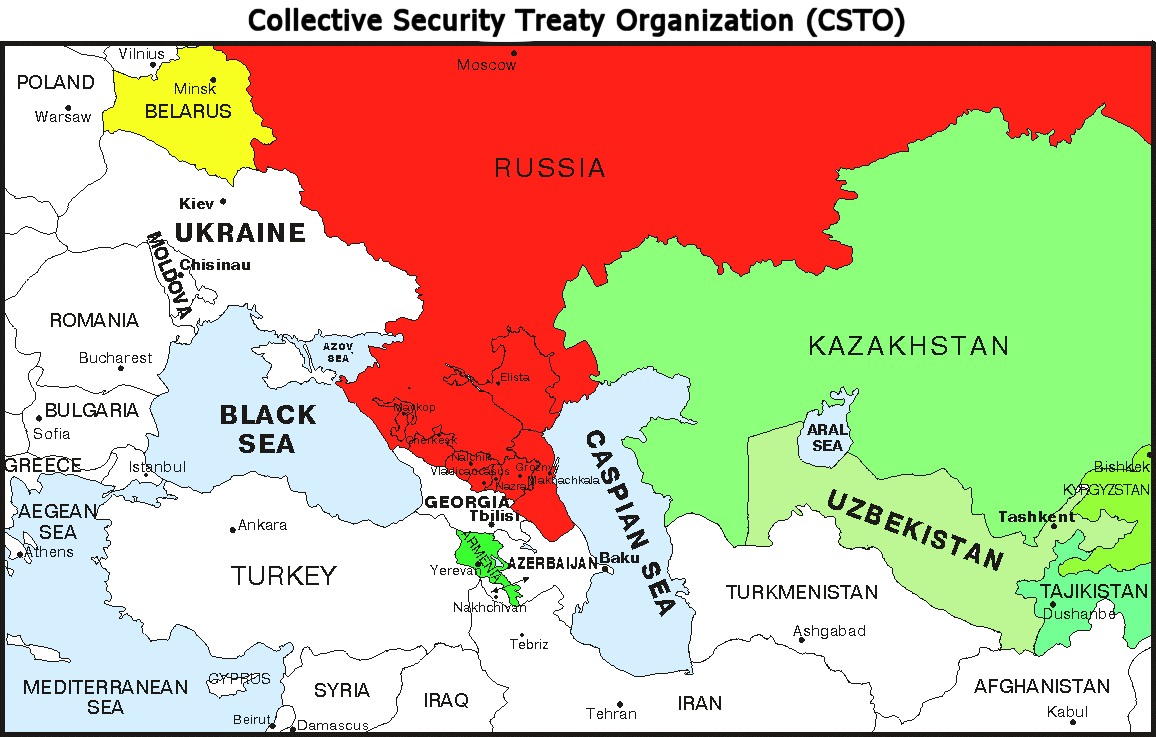 Collective Security Treaty Organization (CSTO)
Vilnius
Moscow
POLAND
Minsk
Warsaw
BELARUS
RUSSIA
Kiev
UKRAINE
MOLDOVA
Chisinau
ROMANIA
AZOV
SEA
KAZAKHSTAN
Bucharest
Elista
BULGARIA
Maykop
BLACK
SEA
Sofia
ARAL
SEA
Cherkesk
CASPIAN SEA
GREECE
Istanbul
Nalchik
Vladicaucasus
Grozny
Bishkek
Makhachkala
Nazran
KYRGYZSTAN
GEORGIA
UZBEKISTAN
AEGEAN
SEA
Tbilisi
Tashkent
Ankara
Athens
ARMENIA
AZERBAIJAN
Baku
Yerevan
TURKEY
TURKMENISTAN
TAJIKISTAN
Nakhchivan
Dushanbe
Tebriz
Ashgabad
CYPRUS
MEDITERRANEAN
SEA
SYRIA
IRAQ
IRAN
AFGHANISTAN
Tehran
Kabul
Beirut
Damascus